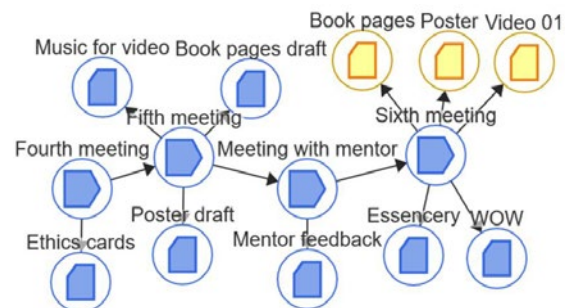 Book pages Poster Video 01
Music for video Book pages draft
Fifth meeting Sixth meeting
Fourth meeting Meeting with mentor
Poster draft Essencery WOW
Ethics cards Mentor feedback